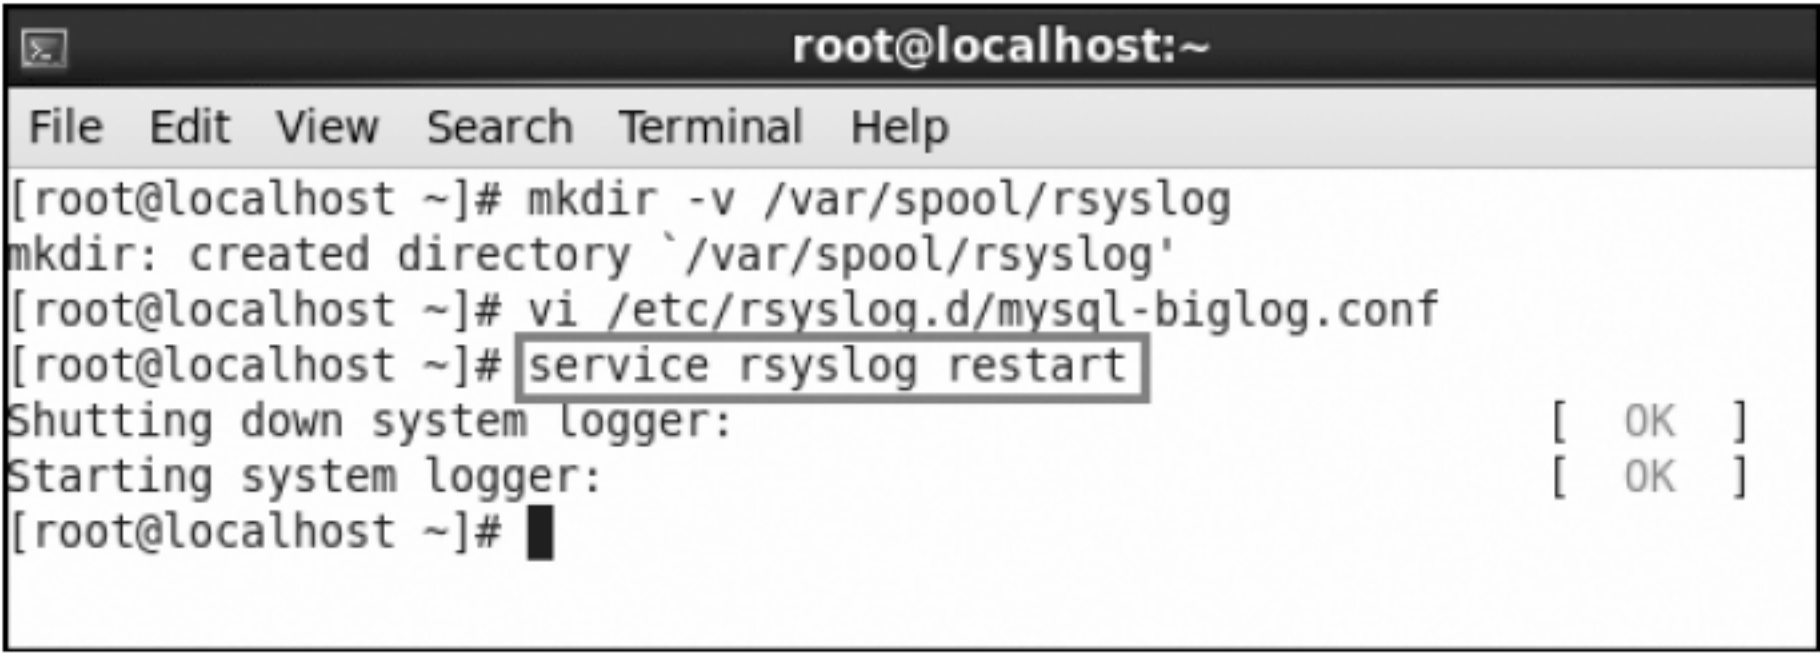 root@localhost:~
File Edit View Search Terminal Help
[root@localhost ~]# mkdir -v /var/spool/rsyslog
mkdir: created directory `/var/spool/rsyslog'
[root@localhost ~]# vi /etc/rsyslog.d/mysql-biglog.conf
[root@localhost ~]# service rsyslog restart
Shutting down system logger: [ OK ]
Starting system logger: [ OK ]
[root@localhost ~]#